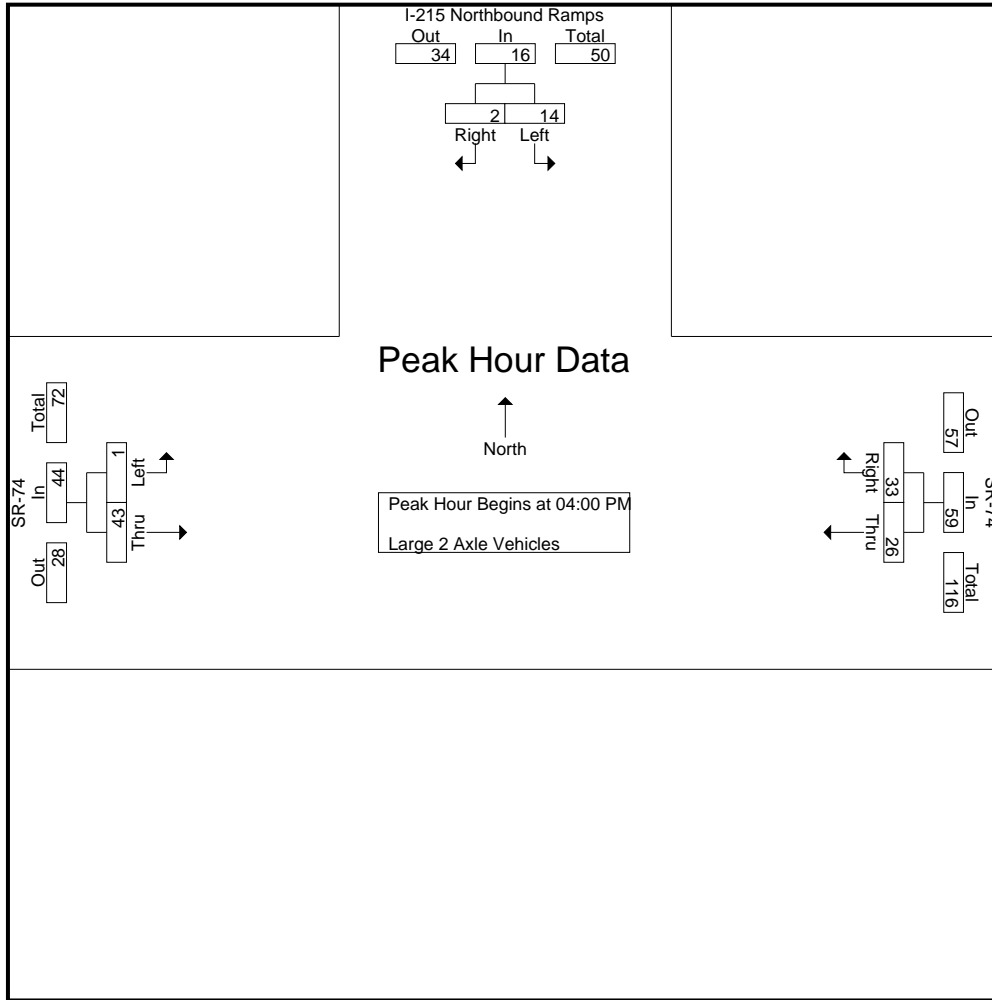 I-215 Northbound Ramps
Out In Total
34 16 50
2 14
Right Left
Peak Hour Data
North
Peak Hour Begins at 04:00 PM
Large 2 Axle Vehicles
SR-74
Total In Out
72 44 28
1 43
Left Thru
SR-74
Out In Total
57 59 116
33 26
Right Thru